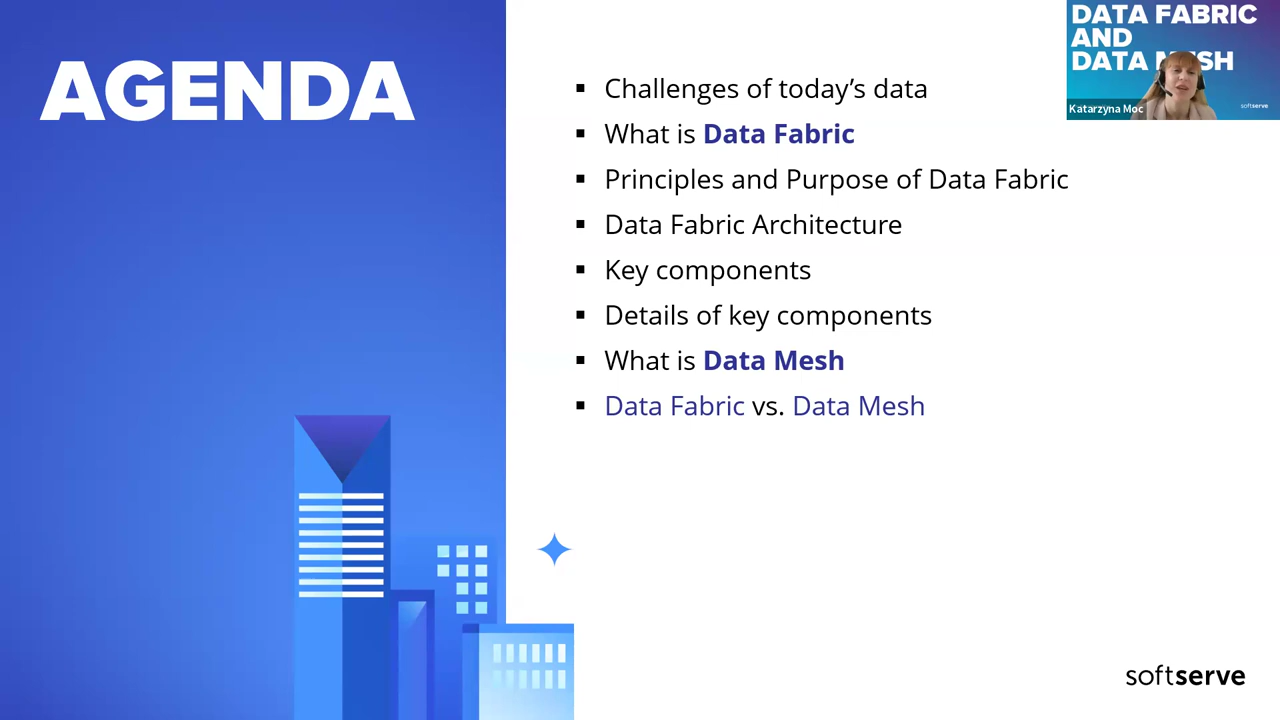 AGENDA
▪ Challenges of today's data
▪ What is Data Fabric
▪ Principles and Purpose of Data Fabric
▪ Data Fabric Architecture
▪ Key components
▪ Details of key components
▪ What is Data Mesh
▪ Data Fabric vs. Data Mesh
DATA FABRIC
AND
DATA MESH
Katarzyna Moc
softserve
softserve